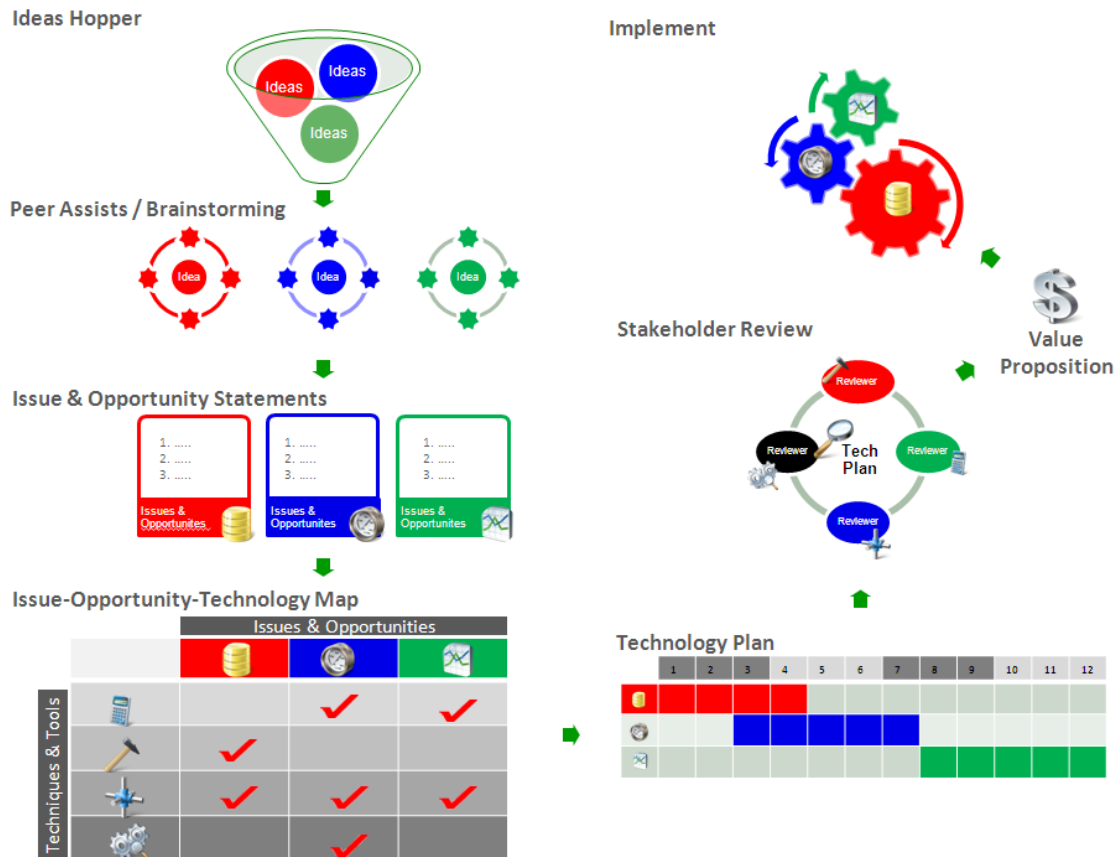 Ideas Hopper
Ideas
Ideas
Ideas
Peer Assists / Brainstorming
Idea
Idea
Idea
Issue & Opportunity Statements
1. .....
2. .....
3. .....
Issues &
Opportunites
1. .....
2. .....
3. .....
Issues &
Opportunites
1. .....
2. .....
3. .....
Issues &
Opportunites
Issue-Opportunity-Technology Map
Issues & Opportunities
Techniques & Tools
Implement
Value
Proposition
Stakeholder Review
Reviewer
Reviewer
Tech
Plan
Reviewer
Reviewer
Technology Plan
1 2 3 4 5 6 7 8 9 10 11 12